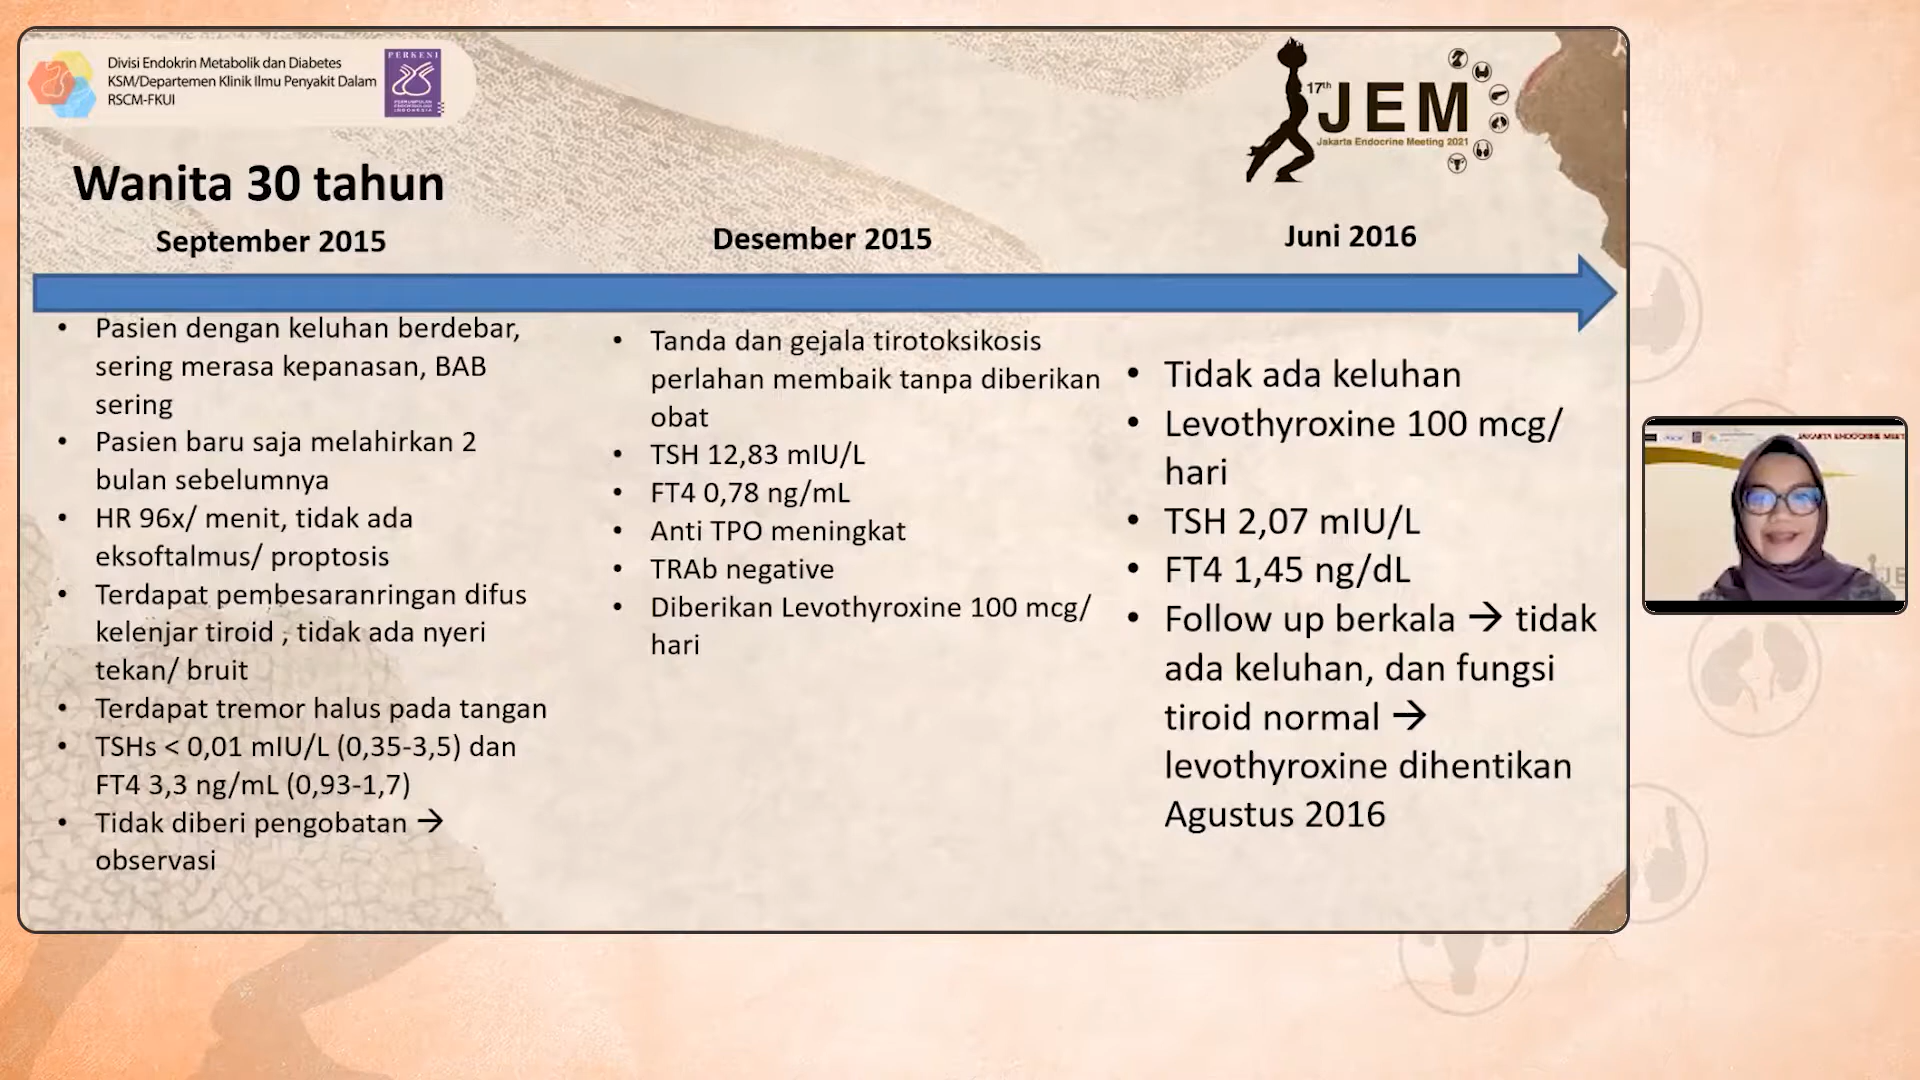 Divisi Endokrin Metabolik dan Diabetes
KSM/Departemen Klinik Ilmu Penyakit Dalam
RSCM-FKUI
PERKENI
17th
JEM
Jakarta Endocrine Meeting 2021
Wanita 30 tahun
September 2015
• Pasien dengan keluhan berdebar,
sering merasa kepanasan, BAB
sering
• Pasien baru saja melahirkan 2
bulan sebelumnya
• HR 96x/ menit, tidak ada
eksoftalmus/ proptosis
• Terdapat pembesaranringan difus
kelenjar tiroid , tidak ada nyeri
tekan/ bruit
• Terdapat tremor halus pada tangan
• TSHs < 0,01 mIU/L (0,35-3,5) dan
FT4 3,3 ng/mL (0,93-1,7)
• Tidak diberi pengobatan →
observasi
Desember 2015
• Tanda dan gejala tirotoksikosis
perlahan membaik tanpa diberikan
obat
• TSH 12,83 mIU/L
• FT4 0,78 ng/mL
• Anti TPO meningkat
• TRAb negative
• Diberikan Levothyroxine 100 mcg/
hari
Juni 2016
• Tidak ada keluhan
• Levothyroxine 100 mcg/
hari
• TSH 2,07 mIU/L
• FT4 1,45 ng/dL
• Follow up berkala → tidak
ada keluhan, dan fungsi
tiroid normal →
levothyroxine dihentikan
Agustus 2016
JAKARTA ENDOCRINE MEET